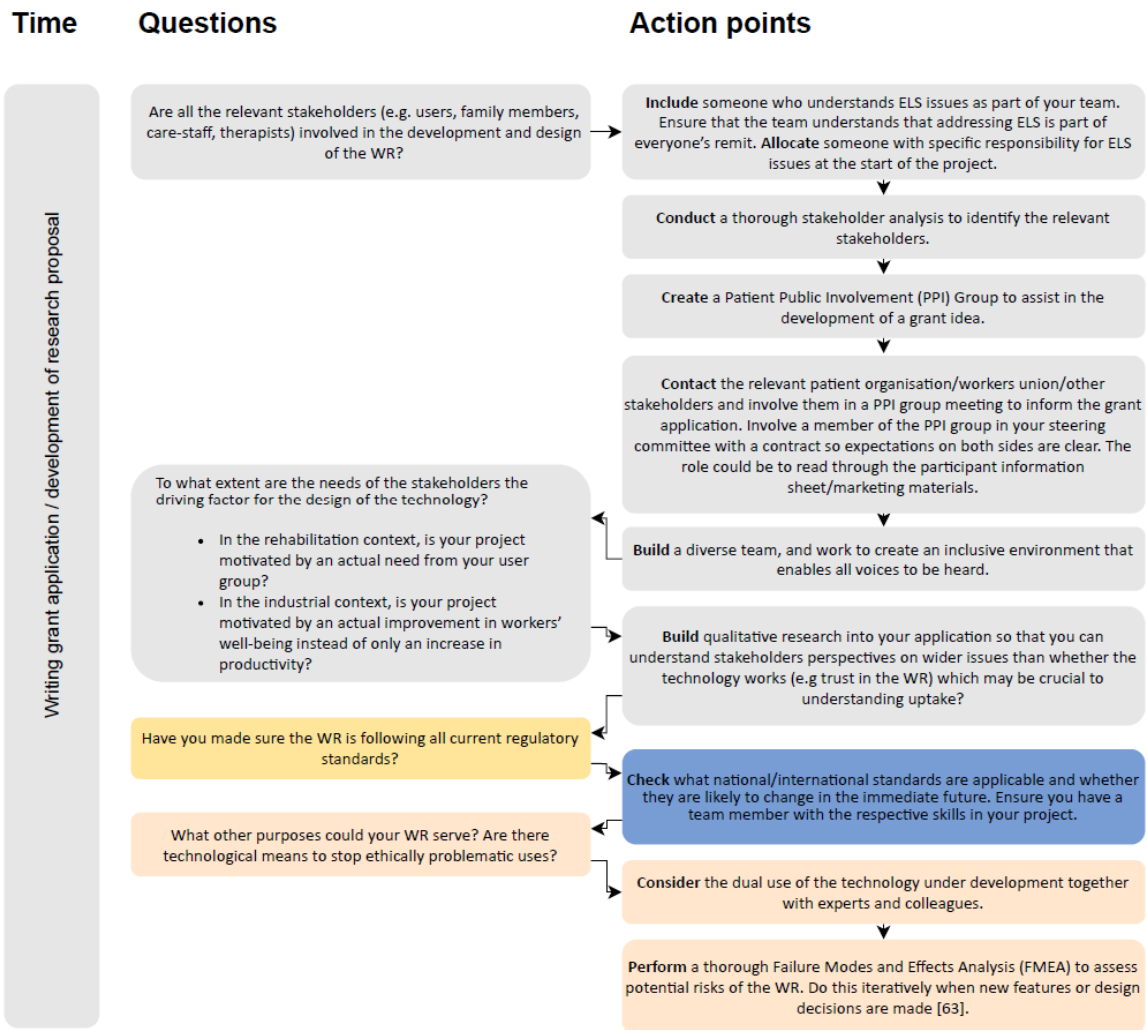 Time
Questions
Action points
Writing grant application / development of research proposal
Are all the relevant stakeholders (e.g. users, family members,
care-staff, therapists) involved in the development and design
of the WR?
Include someone who understands ELS issues as part of your team.
Ensure that the team understands that addressing ELS is part of
everyone's remit. Allocate someone with specific responsibility for ELS
issues at the start of the project.
Conduct a thorough stakeholder analysis to identify the relevant
stakeholders.
Create a Patient Public Involvement (PPI) Group to assist in the
development of a grant idea.
Contact the relevant patient organisation/workers union/other
stakeholders and involve them in a PPI group meeting to inform the grant
application. Involve a member of the PPI group in your steering
committee with a contract so expectations on both sides are clear. The
role could be to read through the participant information
sheet/marketing materials.
Build a diverse team, and work to create an inclusive environment that
enables all voices to be heard.
To what extent are the needs of the stakeholders the
driving factor for the design of the technology?
• In the rehabilitation context, is your project
motivated by an actual need from your user
group?
• In the industrial context, is your project
motivated by an actual improvement in workers'
well-being instead of only an increase in
productivity?
Build qualitative research into your application so that you can
understand stakeholders perspectives on wider issues than whether the
technology works (e.g trust in the WR) which may be crucial to
understanding uptake?
Have you made sure the WR is following all current regulatory
standards?
Check what national/international standards are applicable and whether
they are likely to change in the immediate future. Ensure you have a
team member with the respective skills in your project.
What other purposes could your WR serve? Are there
technological means to stop ethically problematic uses?
Consider the dual use of the technology under development together
with experts and colleagues.
Perform a thorough Failure Modes and Effects Analysis (FMEA) to assess
potential risks of the WR. Do this iteratively when new features or design
decisions are made [63].